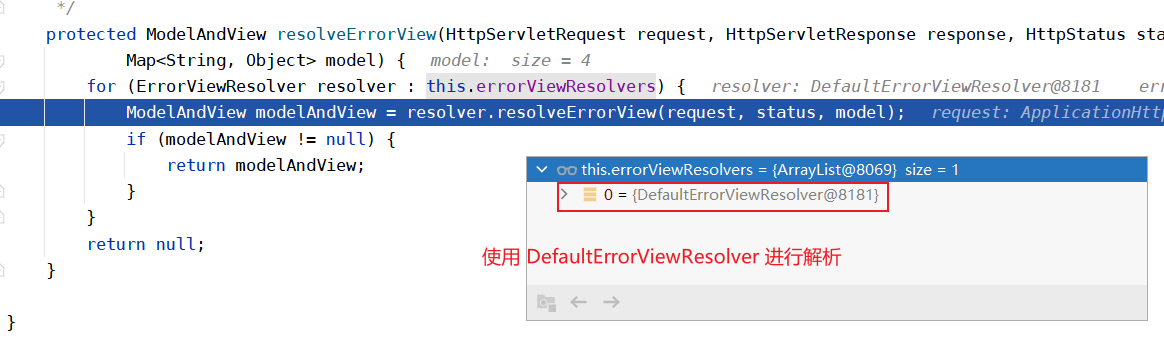 */
protected ModelAndView resolveErrorView(HttpServletRequest request, HttpServletResponse response, HttpStatus sta
Map<String, Object> model) { model: size = 4
for (ErrorViewResolver resolver : this.errorViewResolvers) { resolver: DefaultErrorViewResolver@8181 err
ModelAndView modelAndView = resolver.resolveErrorView(request, status, model); request: ApplicationHttp
if (modelAndView != null) {
return modelAndView;
}
}
return null;
}
}
this.errorViewResolvers = {ArrayList@8069} size = 1
0 = {DefaultErrorViewResolver@8181}
使用 DefaultErrorViewResolver 进行解析